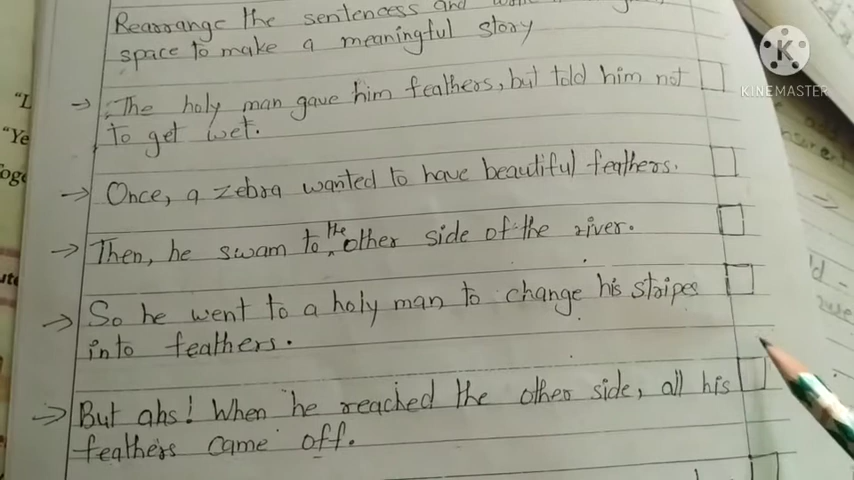 Rearrange the sentencess and
space to make a meaningful story
→ The holy man gave him feathers, but told him not
to get wet.
→ Once, a zebra wanted to have beautiful feathers.
→ Then, he swam to the other side of the river.
→ So he went to a holy man to change his stripes
into feathers.
→ But ahs! When he reached the other side, all his
feathers came off.
K
KINEMASTER
"Ye